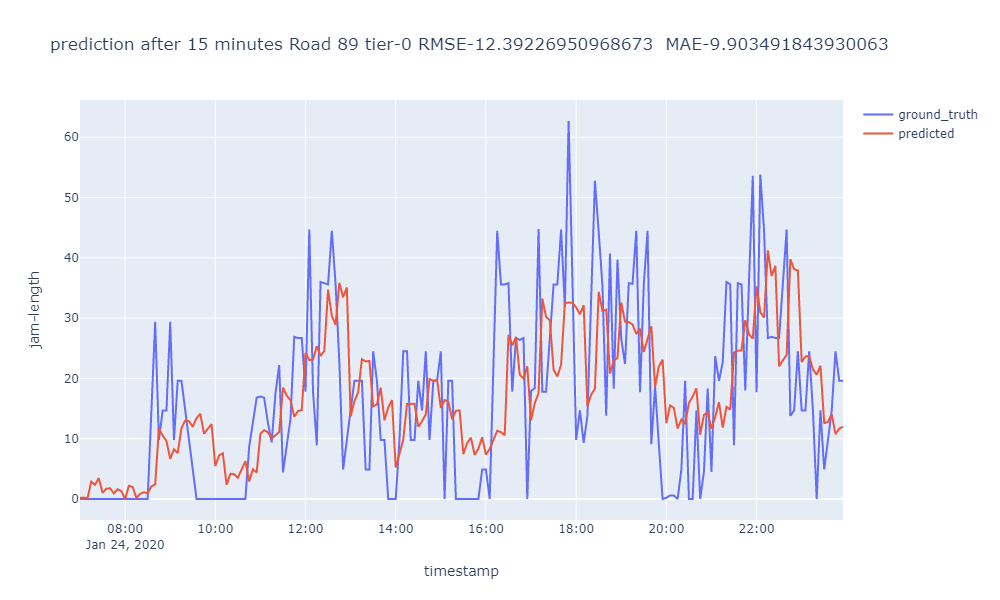 prediction after 15 minutes Road 89 tier-0 RMSE-12.39226950968673  MAE-9.903491843930063
ground_truth
predicted
60
50
40
30
20
10
0
jam-length
08:00 10:00 12:00 14:00 16:00 18:00 20:00 22:00
Jan 24, 2020
timestamp